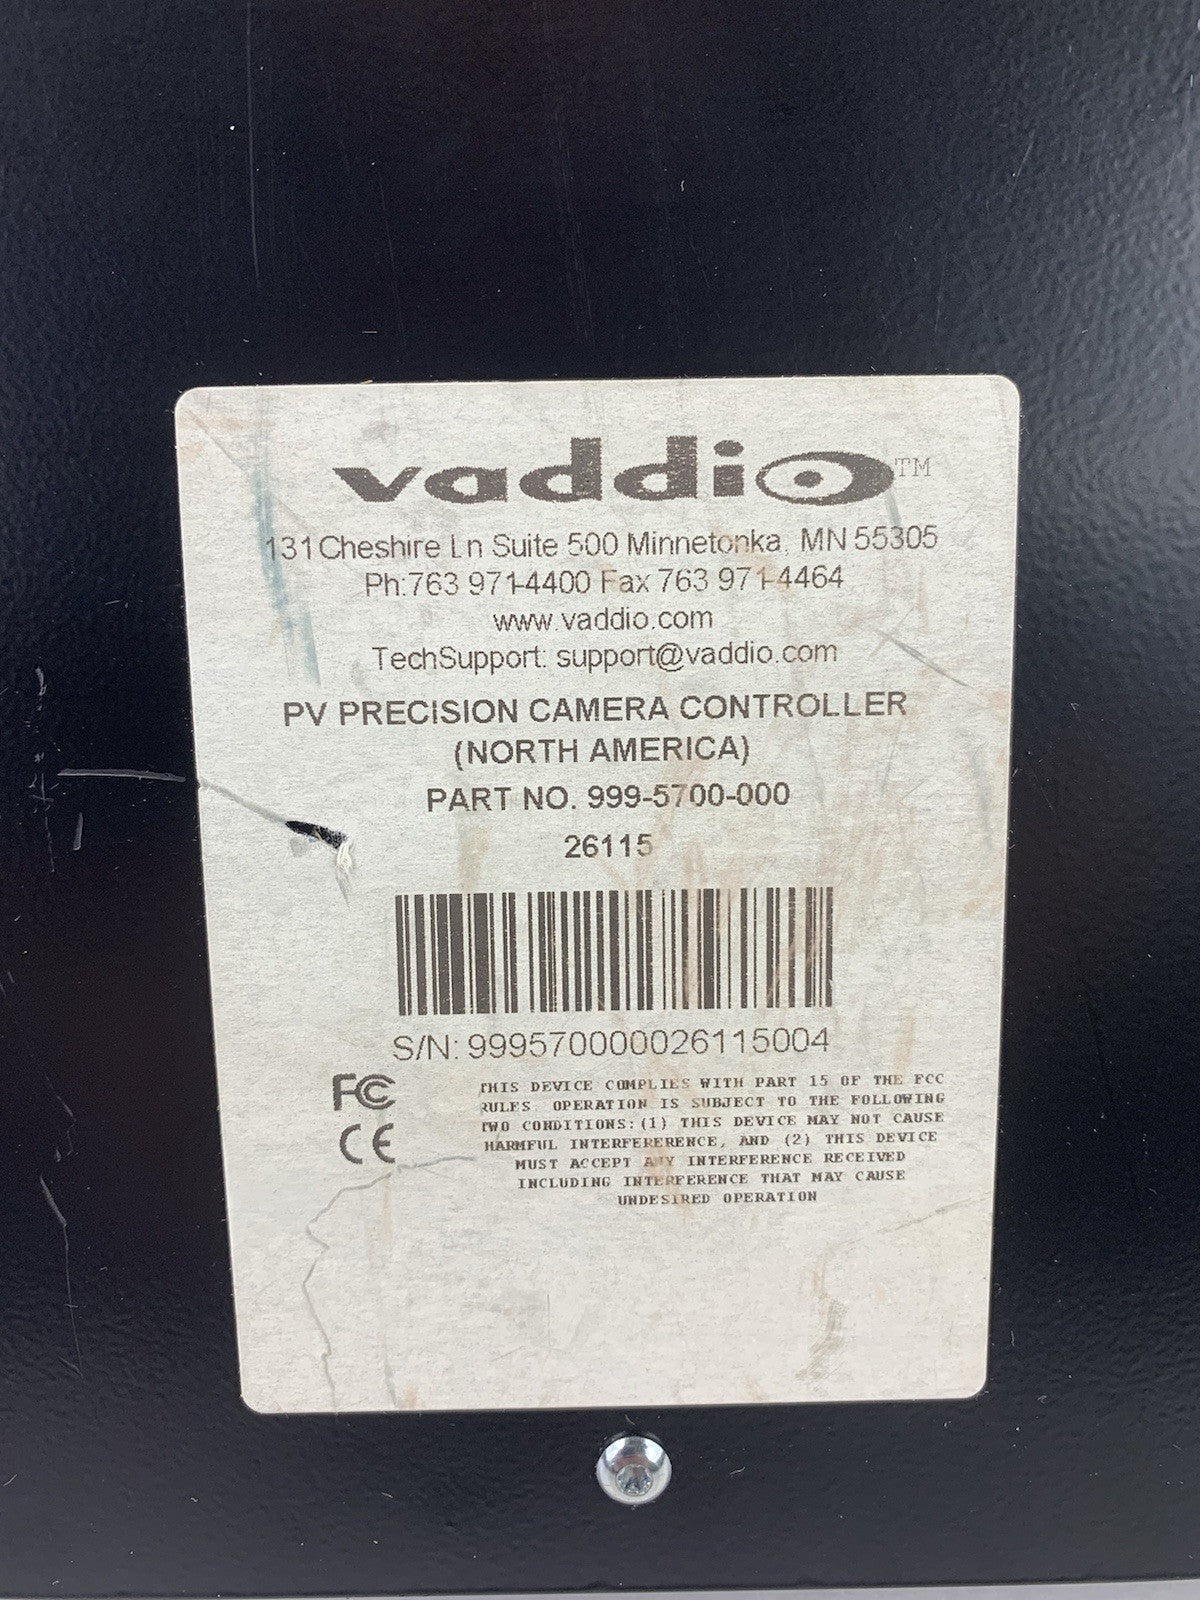 vaddio™
131 Cheshire Ln Suite 500 Minnetonka, MN 55305
Ph:763 971-4400 Fax 763 971-4464
www.vaddio.com
TechSupport: support@vaddio.com
PV PRECISION CAMERA CONTROLLER
(NORTH AMERICA)
PART NO. 999-5700-000
26115
S/N: 9995700000026115004
FC
CE
THIS DEVICE COMPLIES WITH PART 15 OF THE FCC
RULES. OPERATION IS SUBJECT TO THE FOLLOWING
TWO CONDITIONS:(1) THIS DEVICE MAY NOT CAUSE
HARMFUL INTERFERERENCE, AND (2) THIS DEVICE
MUST ACCEPT ANY INTERFERENCE RECEIVED
INCLUDING INTERFERENCE THAT MAY CAUSE
UNDESIRED OPERATION